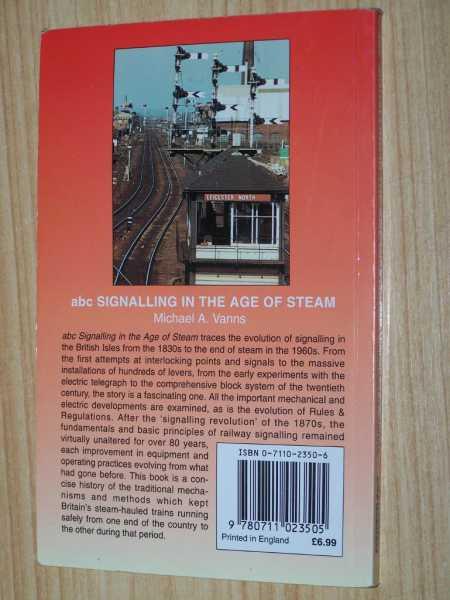 LEICESTER NORTH
abc SIGNALLING IN THE AGE OF STEAM
Michael A. Vanns
abc Signalling in the Age of Steam traces the evolution of signalling in
the British Isles from the 1830s to the end of steam in the 1960s. From
the first attempts at interlocking points and signals to the massive
installations of hundreds of levers, from the early experiments with the
electric telegraph to the comprehensive block system of the twentieth
century, the story is a fascinating one. All the important mechanical and
electric developments are examined, as is the evolution of Rules &
Regulations. After the ‘signalling revolution’ of the 1870s, the
fundamentals and basic principles of railway signalling remained
virtually unaltered for over 80 years,
each improvement in equipment and
operating practices evolving from what
had gone before. This book is a con-
cise history of the traditional mecha-
nisms and methods which kept
Britain's steam-hauled trains running
safely from one end of the country to
the other during that period.
ISBN 0-7110-2350-6
9 780711 023505
Printed in England £6.99